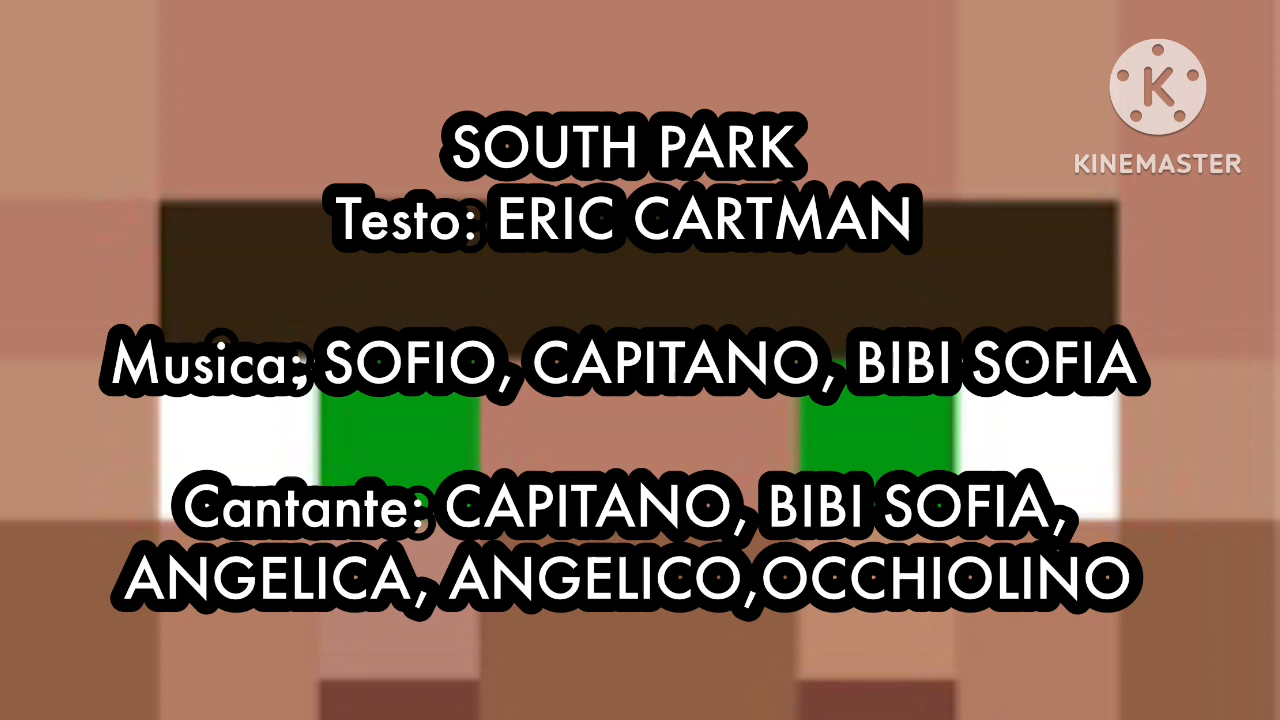 SOUTH PARK
Testo: ERIC CARTMAN
Musica; SOFIO, CAPITANO, BIBI SOFIA
Cantante: CAPITANO, BIBI SOFIA,
ANGELICA, ANGELICO,OCCHIOLINO
K
KINEMASTER